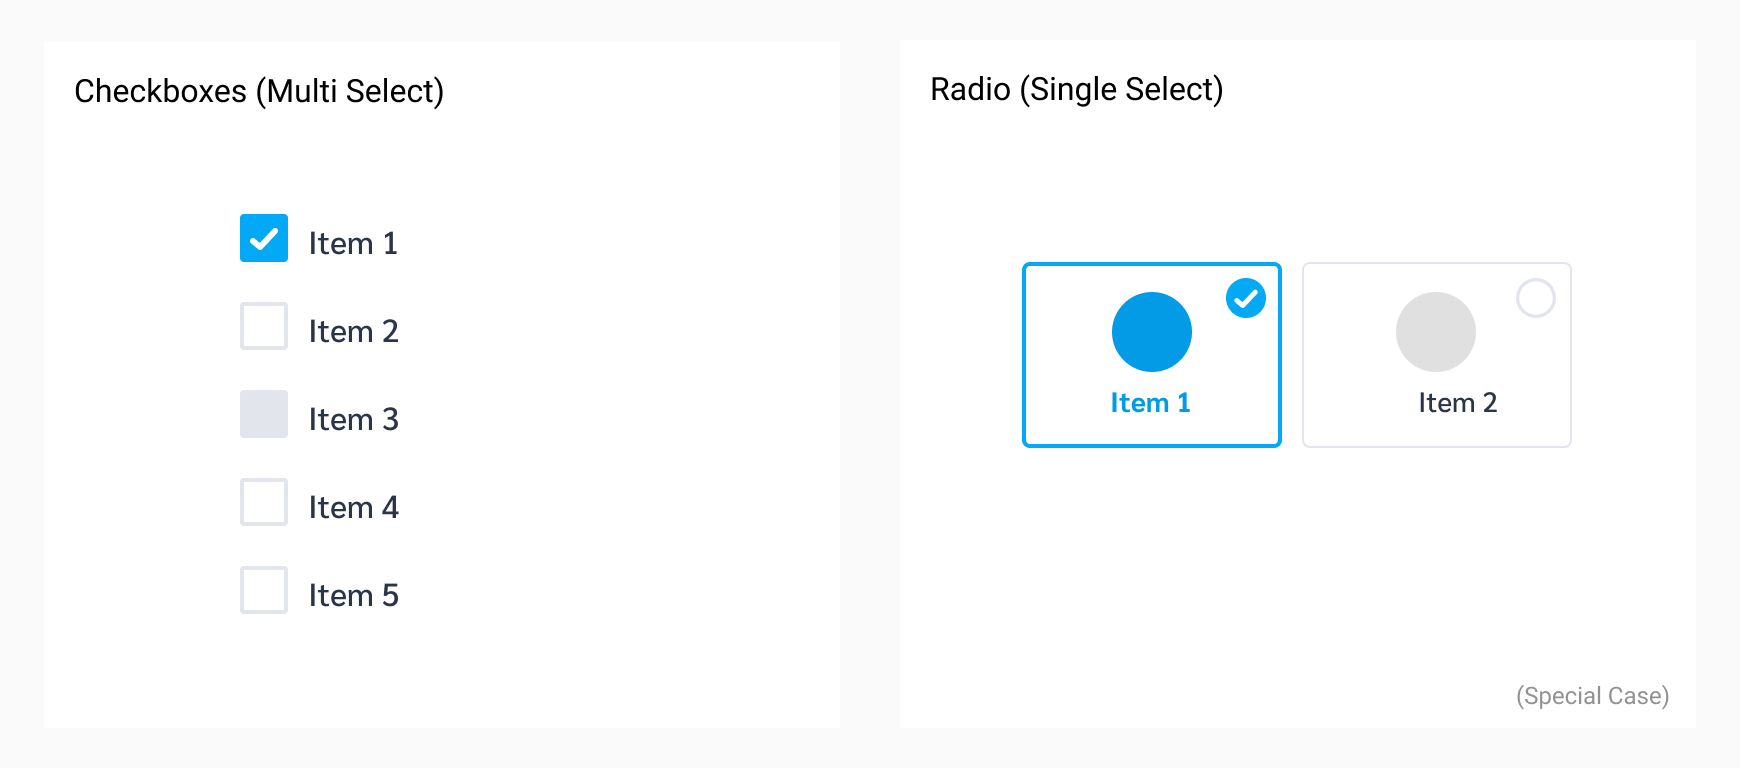 Checkboxes (Multi Select)
Item 1
Item 2
Item 3
Item 4
Item 5
Radio (Single Select)
Item 1
Item 2
(Special Case)